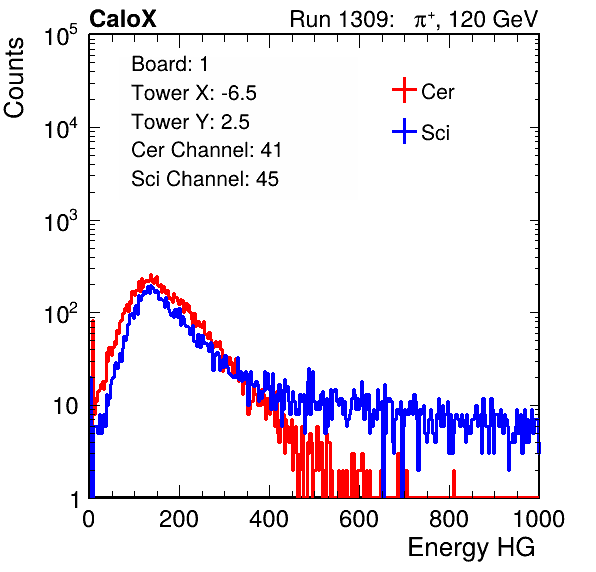 CaloX Run 1309: π⁺, 120 GeV
Counts
10⁵
10⁴
10³
10²
10
1
Board: 1
Tower X: -6.5
Tower Y: 2.5
Cer Channel: 41
Sci Channel: 45
Cer
Sci
0 200 400 600 800 1000
Energy HG